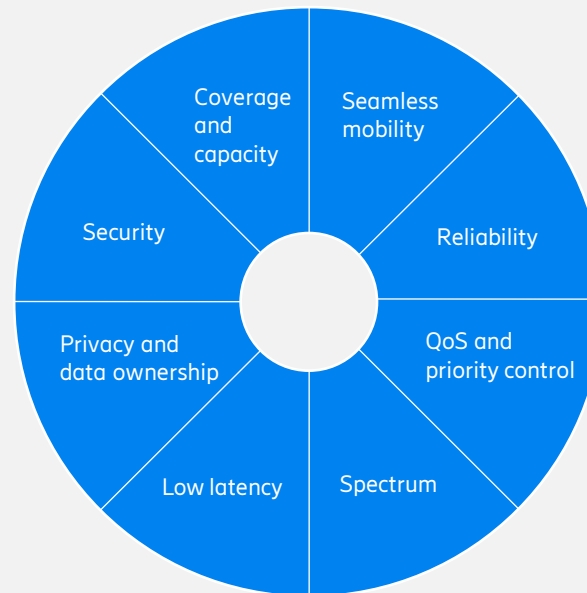 Coverage
and
capacity
Seamless
mobility
Security
Reliability
Privacy and
data ownership
QoS and
priority control
Low latency
Spectrum